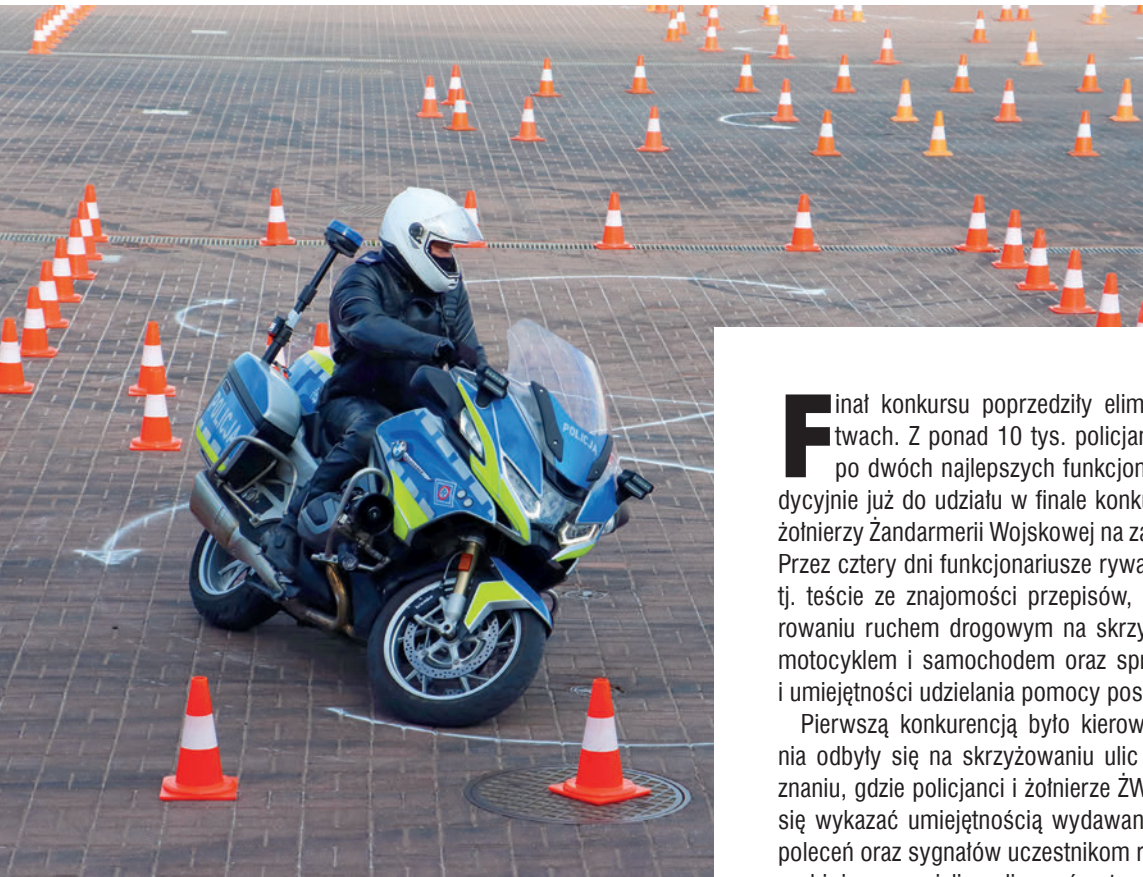 POLICJA
POLICJA
Finał konkursu poprzedziły elim
twach. Z ponad 10 tys. policjan
po dwóch najlepszych funkcjon
dycyjnie już do udziału w finale konku
żołnierzy Żandarmerii Wojskowej na za
Przez cztery dni funkcjonariusze rywa
tj. teście ze znajomości przepisów,
rowaniu ruchem drogowym na skrzy
motocyklem i samochodem oraz spr
i umiejętności udzielania pomocy pos
Pierwszą konkurencją było kierow
nia odbyły się na skrzyżowaniu ulic
znaniu, gdzie policjanci i żołnierze ŻW
się wykazać umiejętnością wydawan
poleceń oraz sygnałów uczestnikom r